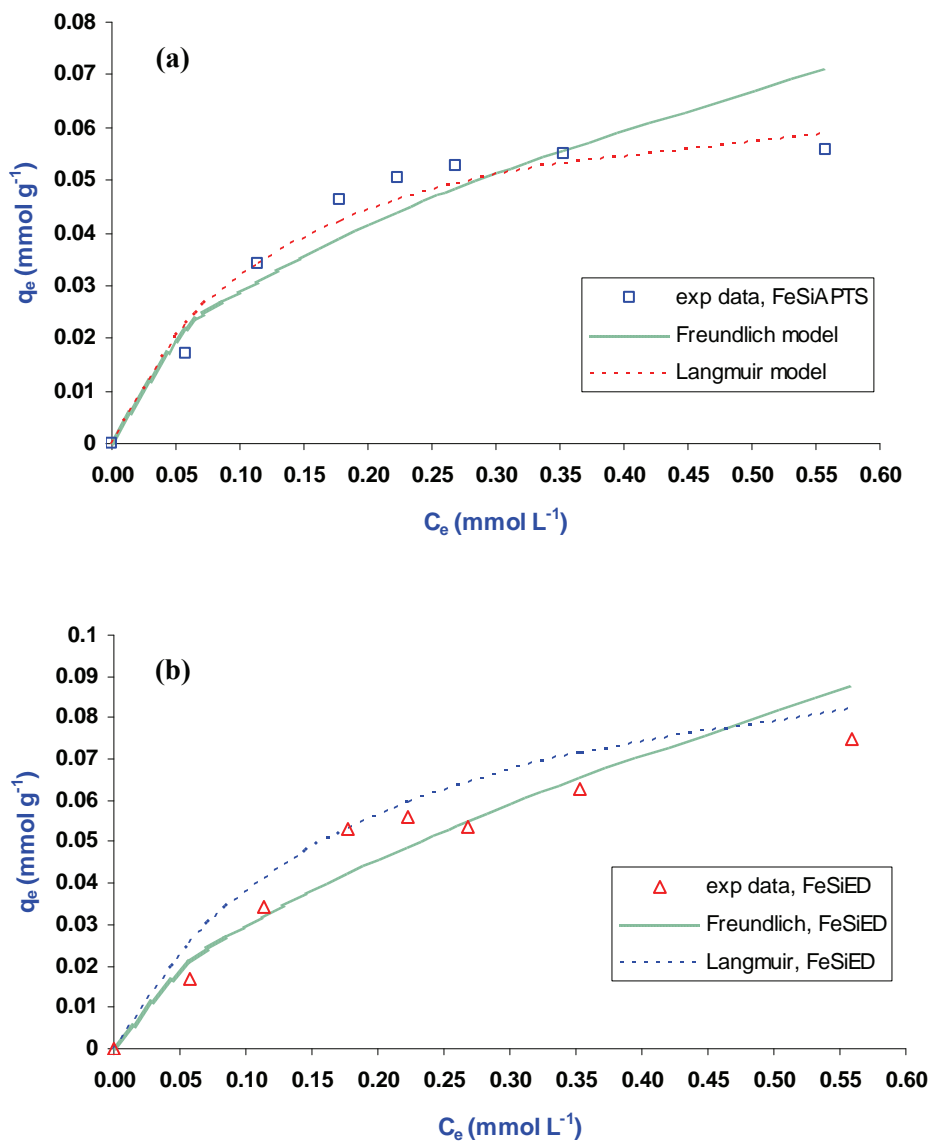 (a)
0.08
0.07
0.06
0.05
0.04
0.03
0.02
0.01
0
qe (mmol g-1)
exp data, FeSiAPTS
Freundlich model
Langmuir model
0.00 0.05 0.10 0.15 0.20 0.25 0.30 0.35 0.40 0.45 0.50 0.55 0.60
Ce (mmol L-1)
(b)
0.1
0.09
0.08
0.07
0.06
0.05
0.04
0.03
0.02
0.01
0
qe (mmol g-1)
exp data, FeSiED
Freundlich, FeSiED
Langmuir, FeSiED
0.00 0.05 0.10 0.15 0.20 0.25 0.30 0.35 0.40 0.45 0.50 0.55 0.60
Ce (mmol L-1)